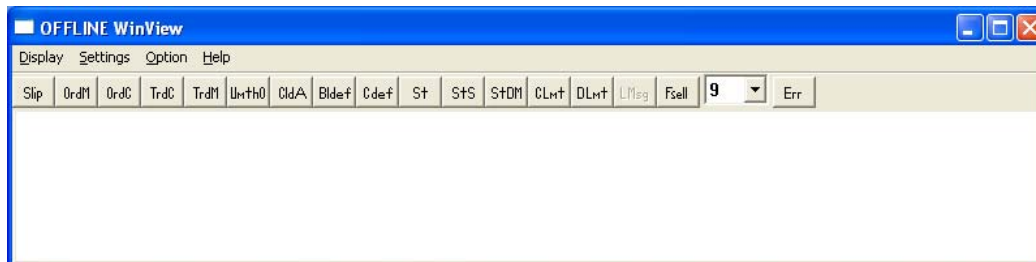 OFFLINE WinView
Display Settings Option Help
Slip OrdM OrdC TrdC TrdM UMth0 CldA Bldef Cdef St StS StDM CLMt DLMt LMsg Fsell 9 Err